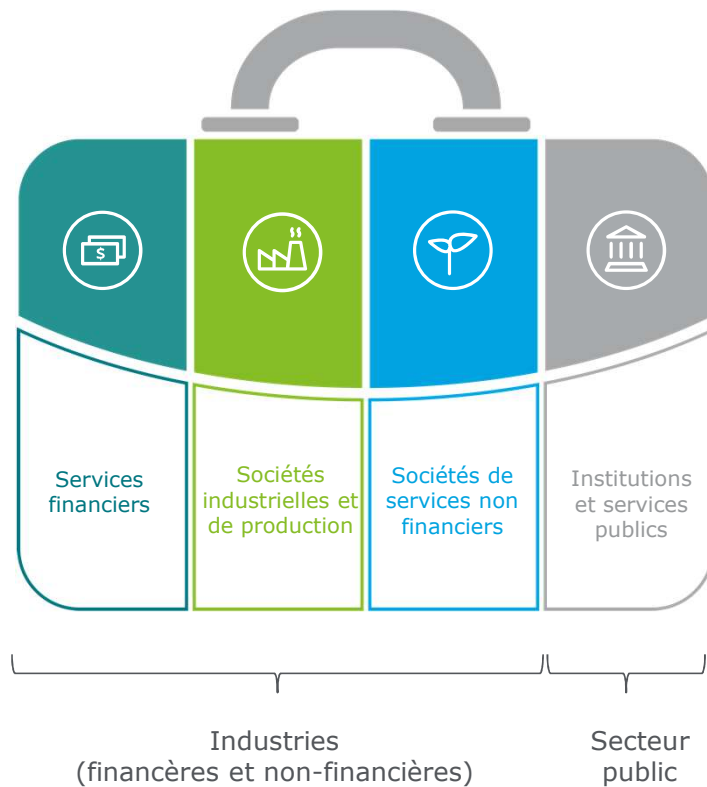 $
Services
financiers
Sociétés
industrielles et
de production
Sociétés de
services non
financiers
Institutions
et services
publics
Industries
(financères et non-financières)
Secteur
public